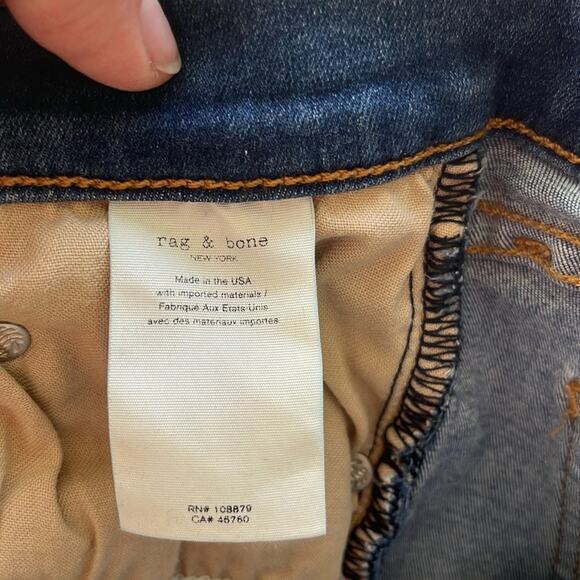 rag & bone
NEW YORK
Made in the USA
with imported materials /
Fabriqué Aux États-Unis
avec des materiaux importes
RN# 108879
CA# 46760